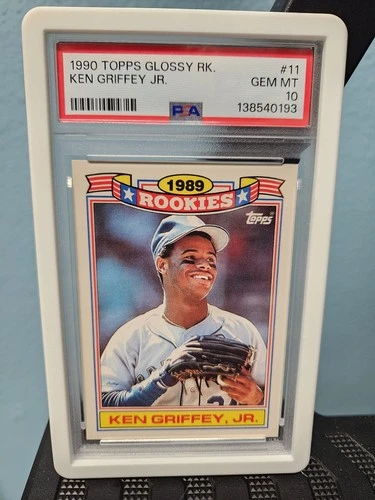 1990 TOPPS GLOSSY RK. #11
KEN GRIFFEY JR. GEM MT
10
PSA 138540193
1989
ROOKIES
topps
KEN GRIFFEY, JR.